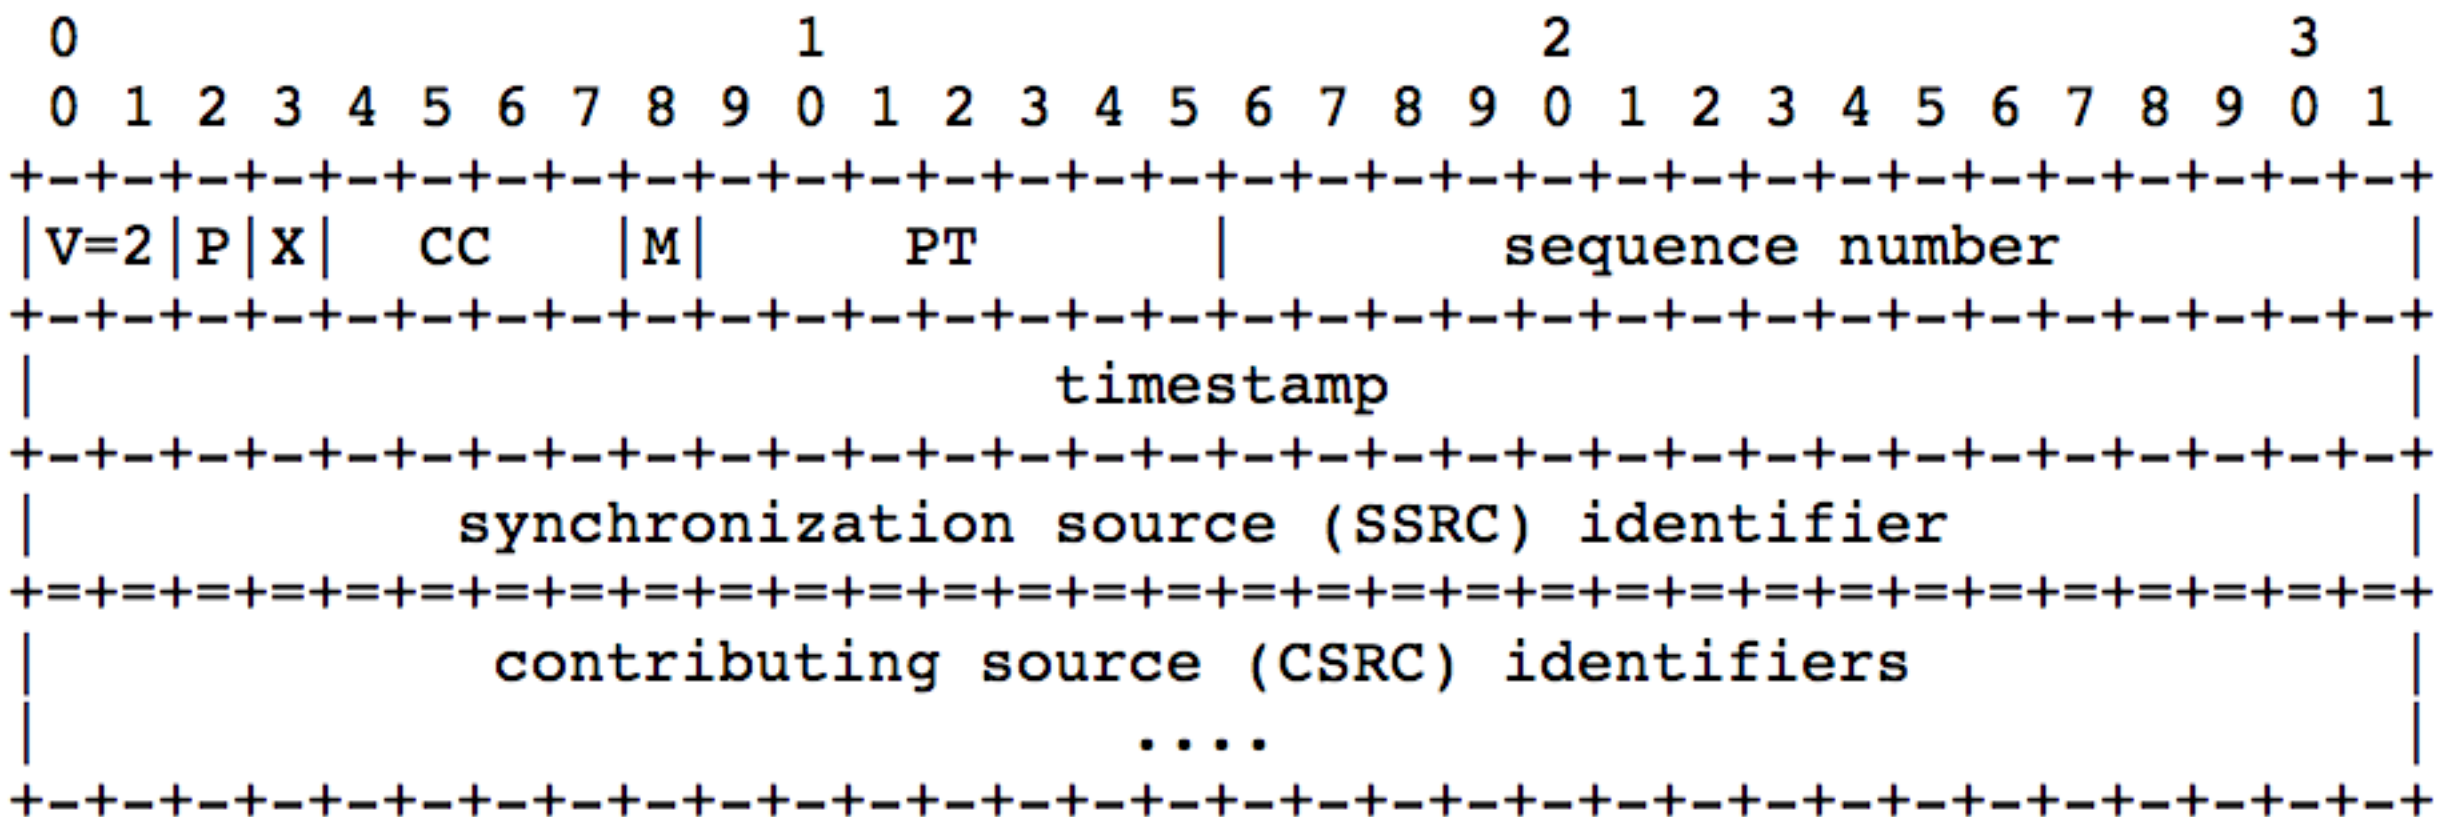 0                   1                   2                   3
 0 1 2 3 4 5 6 7 8 9 0 1 2 3 4 5 6 7 8 9 0 1 2 3 4 5 6 7 8 9 0 1
+-+-+-+-+-+-+-+-+-+-+-+-+-+-+-+-+-+-+-+-+-+-+-+-+-+-+-+-+-+-+-+-+
|V=2|P|X|  CC   |M|     PT      |       sequence number         |
+-+-+-+-+-+-+-+-+-+-+-+-+-+-+-+-+-+-+-+-+-+-+-+-+-+-+-+-+-+-+-+-+
|                           timestamp                           |
+-+-+-+-+-+-+-+-+-+-+-+-+-+-+-+-+-+-+-+-+-+-+-+-+-+-+-+-+-+-+-+-+
|           synchronization source (SSRC) identifier            |
+=+=+=+=+=+=+=+=+=+=+=+=+=+=+=+=+=+=+=+=+=+=+=+=+=+=+=+=+=+=+=+=+
|            contributing source (CSRC) identifiers             |
|                             ....                              |
+-+-+-+-+-+-+-+-+-+-+-+-+-+-+-+-+-+-+-+-+-+-+-+-+-+-+-+-+-+-+-+-+